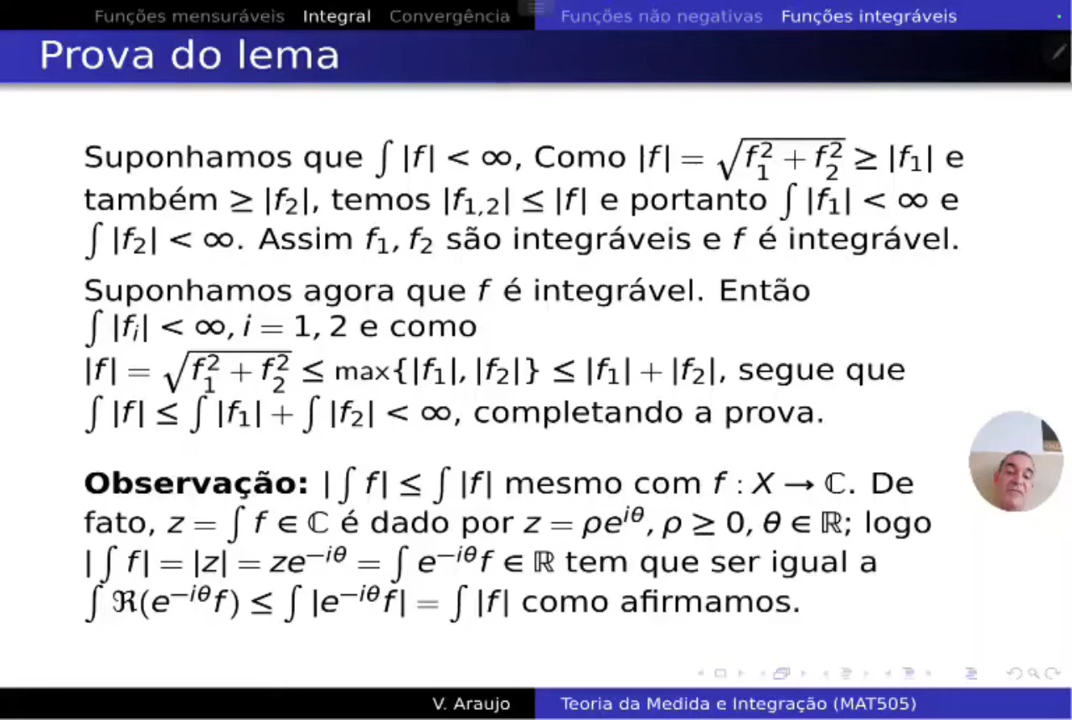 Funções mensuráveis Integral Convergência Funções não negativas Funções integráveis
Prova do lema
Suponhamos que ∫ |f| < ∞, Como |f| = √(f₁² + f₂²) ≥ |f₁| e
também ≥ |f₂|, temos |f₁,₂| ≤ |f| e portanto ∫ |f₁| < ∞ e
∫ |f₂| < ∞. Assim f₁, f₂ são integráveis e f é integrável.
Suponhamos agora que f é integrável. Então
∫ |fᵢ| < ∞, i = 1, 2 e como
|f| = √(f₁² + f₂²) ≤ max{|f₁|, |f₂|} ≤ |f₁| + |f₂|, segue que
∫ |f| ≤ ∫ |f₁| + ∫ |f₂| < ∞, completando a prova.
Observação: |∫ f| ≤ ∫ |f| mesmo com f : X → ℂ. De
fato, z = ∫ f ∈ ℂ é dado por z = ρe^{iθ}, ρ ≥ 0, θ ∈ ℝ; logo
|∫ f| = |z| = ze^{−iθ} = ∫ e^{−iθ}f ∈ ℝ tem que ser igual a
∫ ℜ(e^{−iθ}f) ≤ ∫ |e^{−iθ}f| = ∫ |f| como afirmamos.
V. Araujo Teoria da Medida e Integração (MAT505)